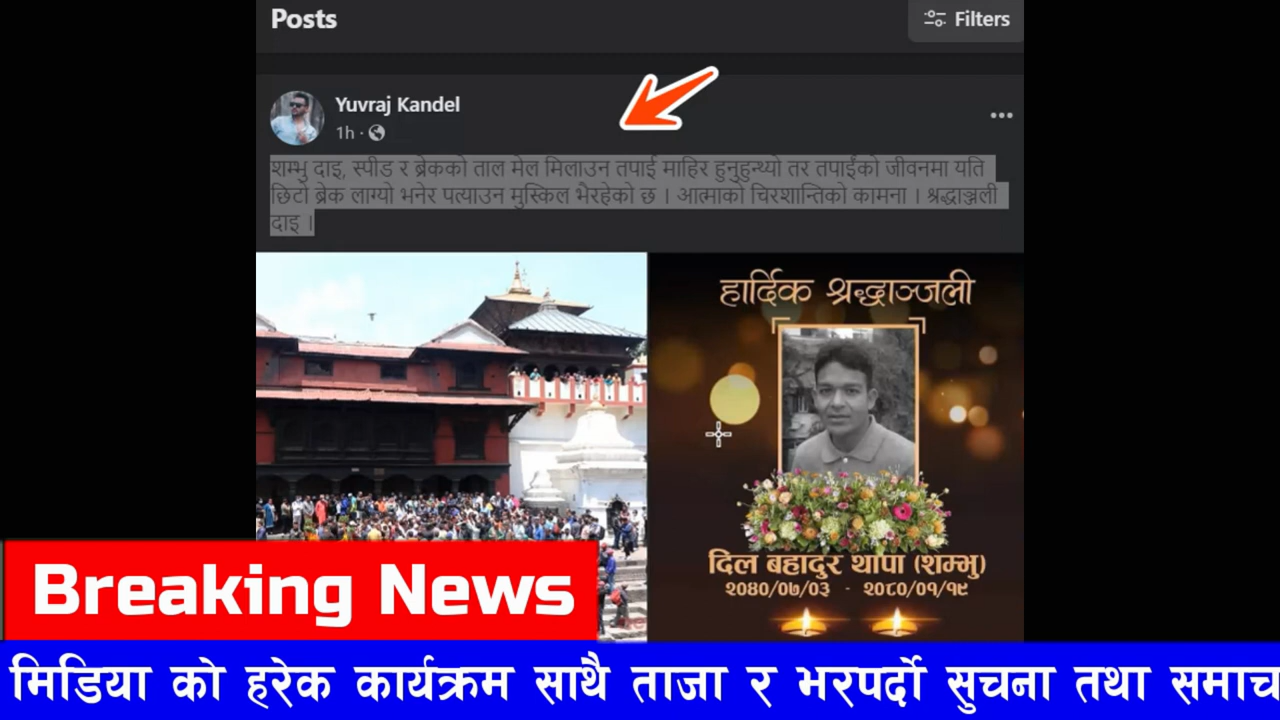 Posts
Filters
Yuvraj Kandel
1h ·
शम्भु दाइ, स्पीड र ब्रेकको ताल मेल मिलाउन तपाई माहिर हुनुहुन्थ्यो तर तपाईंको जीवनमा यति
छिटो ब्रेक लाग्यो भनेर पत्याउन मुस्किल भैरहेको छ । आत्माको चिरशान्तिको कामना । श्रद्धाञ्जली
दाइ ।
हार्दिक श्रद्धाञ्जली
दिल बहादुर थापा (शम्भु)
२०४०/०७/०३ - २०८०/०१/१९
Breaking News
मिडिया को हरेक कार्यक्रम साथै ताजा र भरपर्दो सुचना तथा समाच